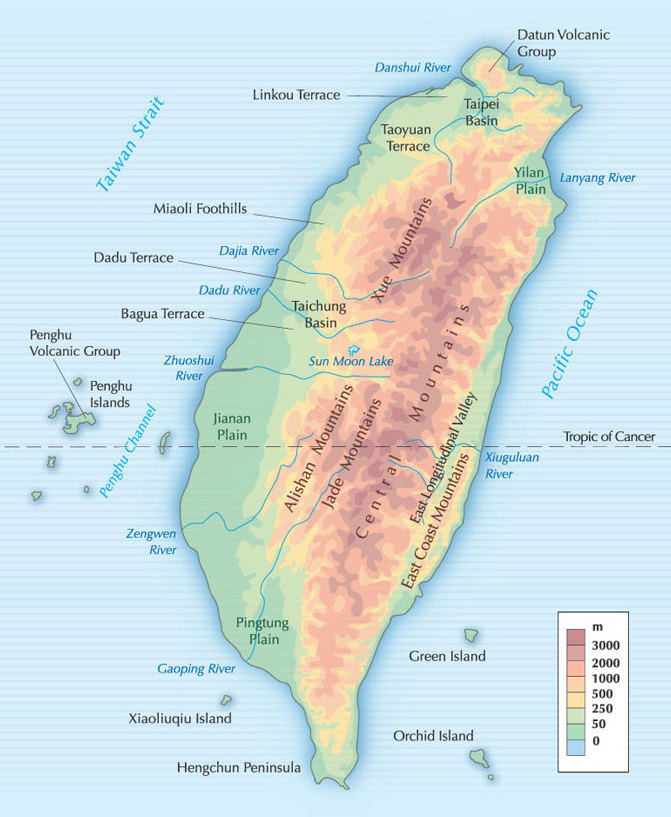 Datun Volcanic
Group
Danshui River
Linkou Terrace
Taipei
Basin
Taoyuan
Terrace
Taiwan Strait
Yilan
Plain
Lanyang River
Miaoli Foothills
Xue Mountains
Dajia River
Dadu Terrace
Dadu River
Taichung
Basin
Bagua Terrace
Pacific Ocean
Penghu
Volcanic Group
Zhuoshui
River
Sun Moon Lake
Penghu
Islands
Central Mountains
Jianan
Plain
Penghu Channel
Alishan Mountains
Jade Mountains
East Longitudinal Valley
Tropic of Cancer
Xiuguluan
River
East Coast Mountains
Zengwen
River
Pingtung
Plain
Gaoping River
Green Island
Xiaoliuqiu Island
Orchid Island
Hengchun Peninsula
m
3000
2000
1000
500
250
50
0